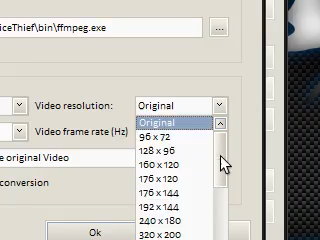 iceThief\bin\ffmpeg.exe
...
Video resolution: Original
Original
96 x 72
128 x 96
Video frame rate (Hz)
160 x 120
e original Video
176 x 120
conversion
176 x 144
192 x 144
240 x 180
Ok
320 x 200